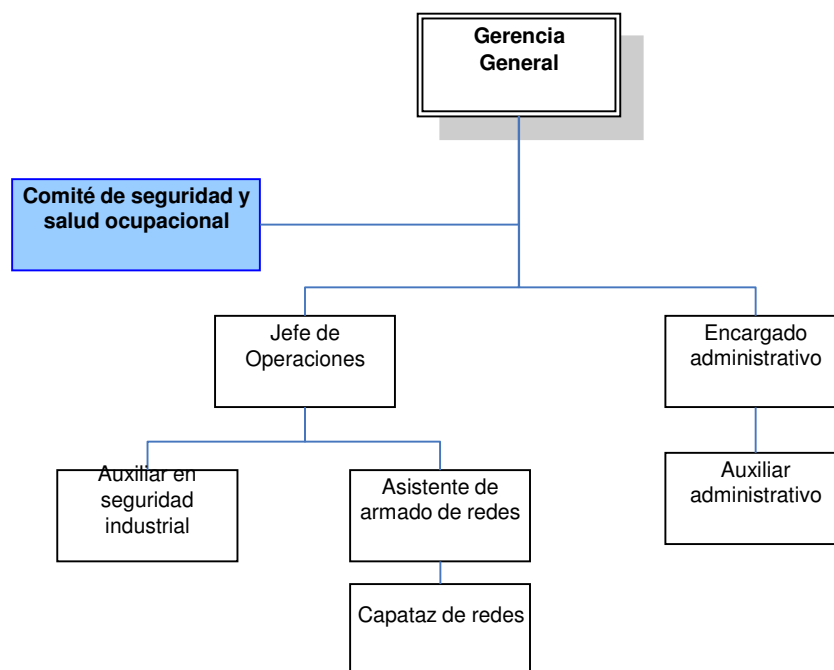 Gerencia
General
Comité de seguridad y
salud ocupacional
Jefe de
Operaciones
Encargado
administrativo
Auxiliar en
seguridad
industrial
Asistente de
armado de redes
Auxiliar
administrativo
Capataz de redes